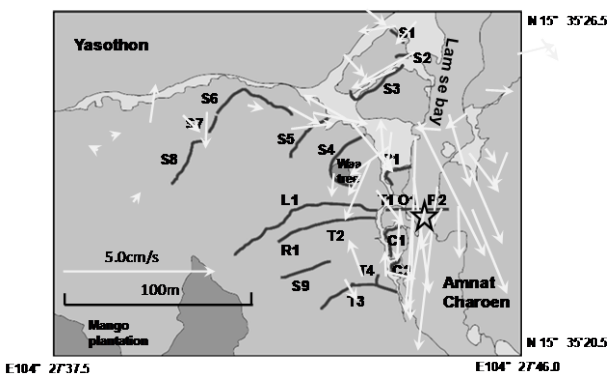 N 15° 35'26.5
Yasothon
S1
S2
S3
Lam se bay
S6
S7
S5
S4
S8
P1
L1
T1 O1 P2
T2
C1
R1
5.0cm/s
T4
S9
T3
100m
Amnat
Charoen
Mango
plantation
N 15° 35'20.5
E104° 27'37.5
E104° 27'46.0